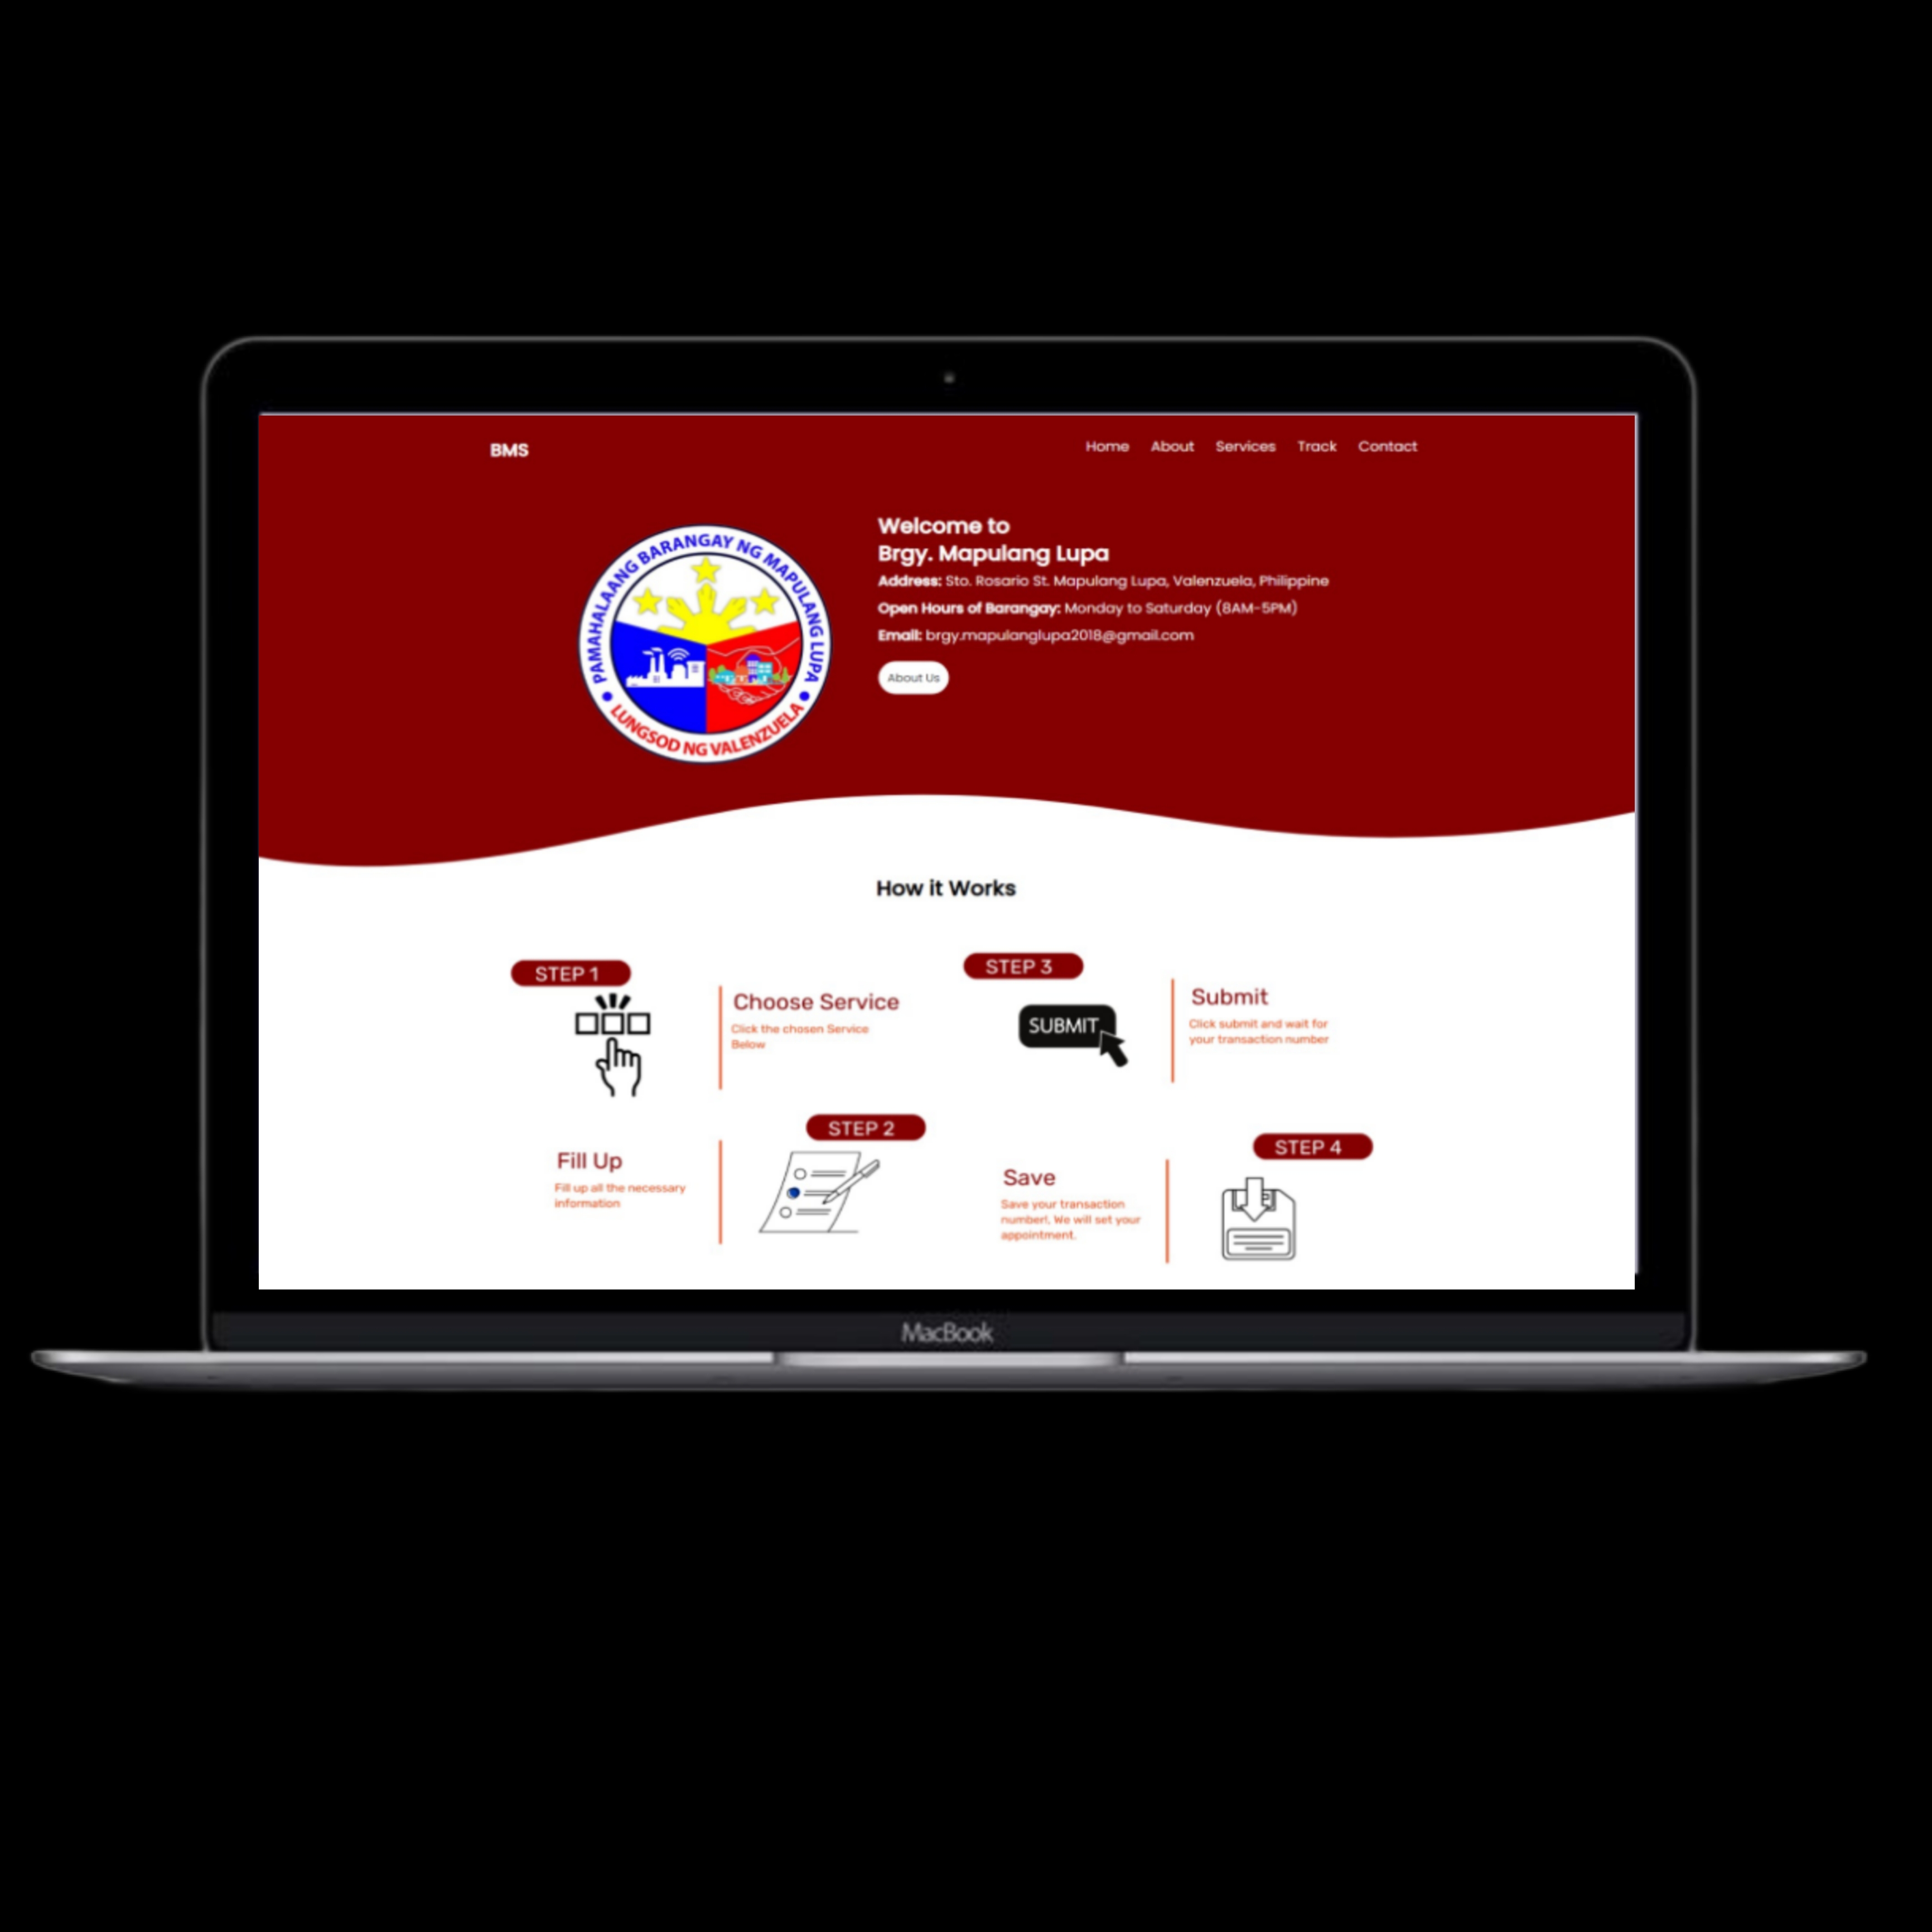 BMS
Home About Services Track Contact
PAMAHALAANG BARANGAY NG MAPULANG LUPA
LUNGSOD NG VALENZUELA
Welcome to
Brgy. Mapulang Lupa
Address: Sto. Rosario St. Mapulang Lupa, Valenzuela, Philippine
Open Hours of Barangay: Monday to Saturday (8AM-5PM)
Email: brgy.mapulanglupa2018@gmail.com
About Us
How it Works
STEP 1
Choose Service
Click the chosen Service
Below
STEP 2
Fill Up
Fill up all the necessary
information
STEP 3
SUBMIT
Submit
Click submit and wait for
your transaction number
STEP 4
Save
Save your transaction
number!, We will set your
appointment.
MacBook